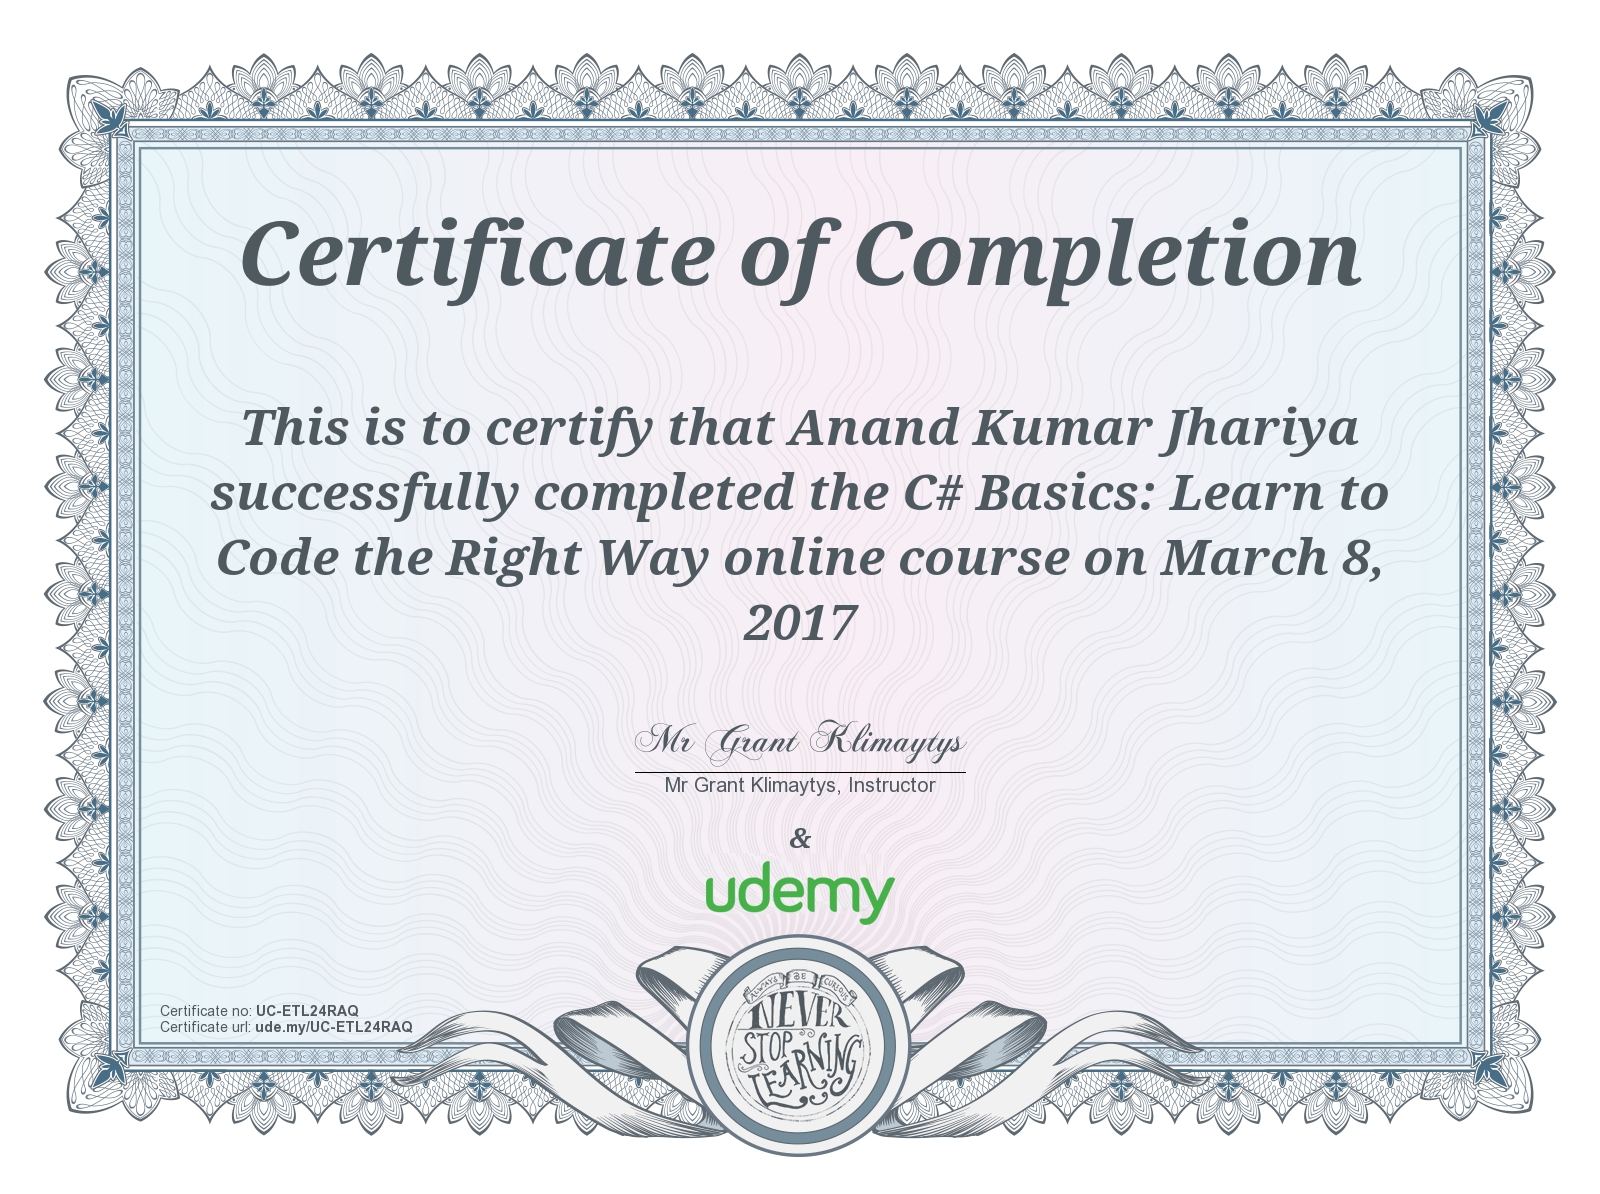 Certificate of Completion
This is to certify that Anand Kumar Jhariya
successfully completed the C# Basics: Learn to
Code the Right Way online course on March 8,
2017
Mr Grant Klimaytys
Mr Grant Klimaytys, Instructor
&
udemy
Certificate no: UC-ETL24RAQ
Certificate url: ude.my/UC-ETL24RAQ
ALWAYS BE CURIOUS
NEVER
STOP
LEARNING